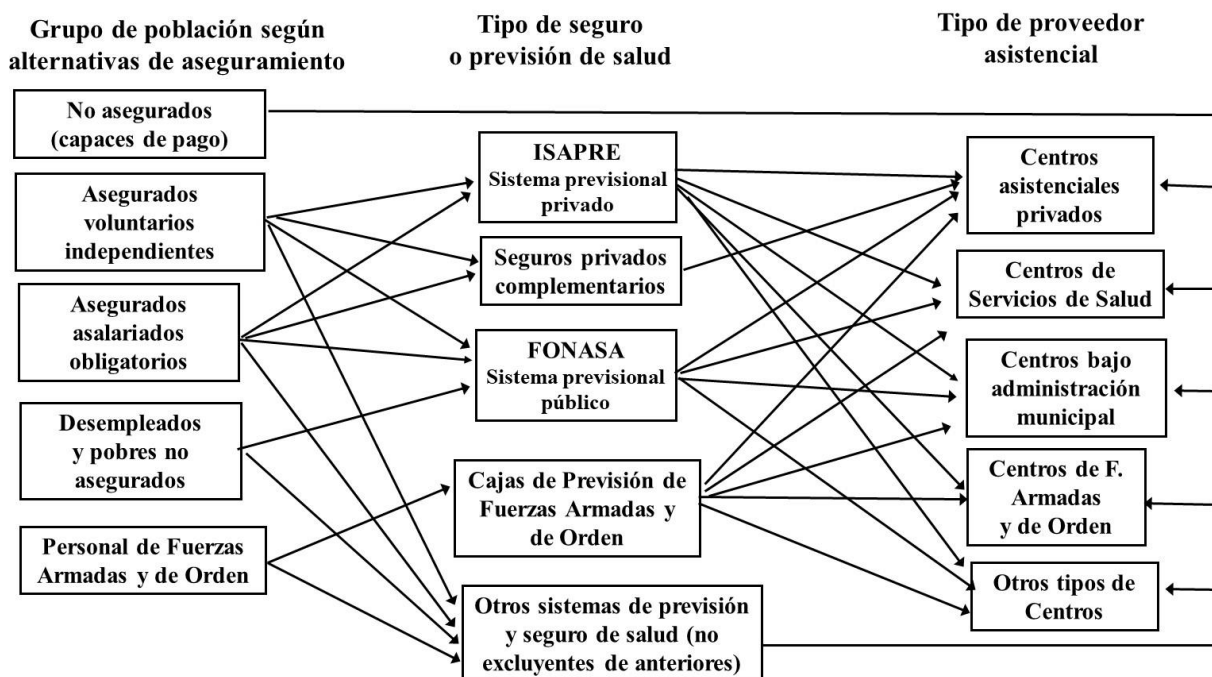 Grupo de población según
alternativas de aseguramiento
Tipo de seguro
o previsión de salud
Tipo de proveedor
asistencial
No asegurados
(capaces de pago)
Asegurados
voluntarios
independientes
Asegurados
asalariados
obligatorios
Desempleados
y pobres no
asegurados
Personal de Fuerzas
Armadas y de Orden
ISAPRE
Sistema previsional
privado
Seguros privados
complementarios
FONASA
Sistema previsional
público
Cajas de Previsión de
Fuerzas Armadas y
de Orden
Otros sistemas de previsión
y seguro de salud (no
excluyentes de anteriores)
Centros
asistenciales
privados
Centros de
Servicios de Salud
Centros bajo
administración
municipal
Centros de F.
Armadas
y de Orden
Otros tipos de
Centros